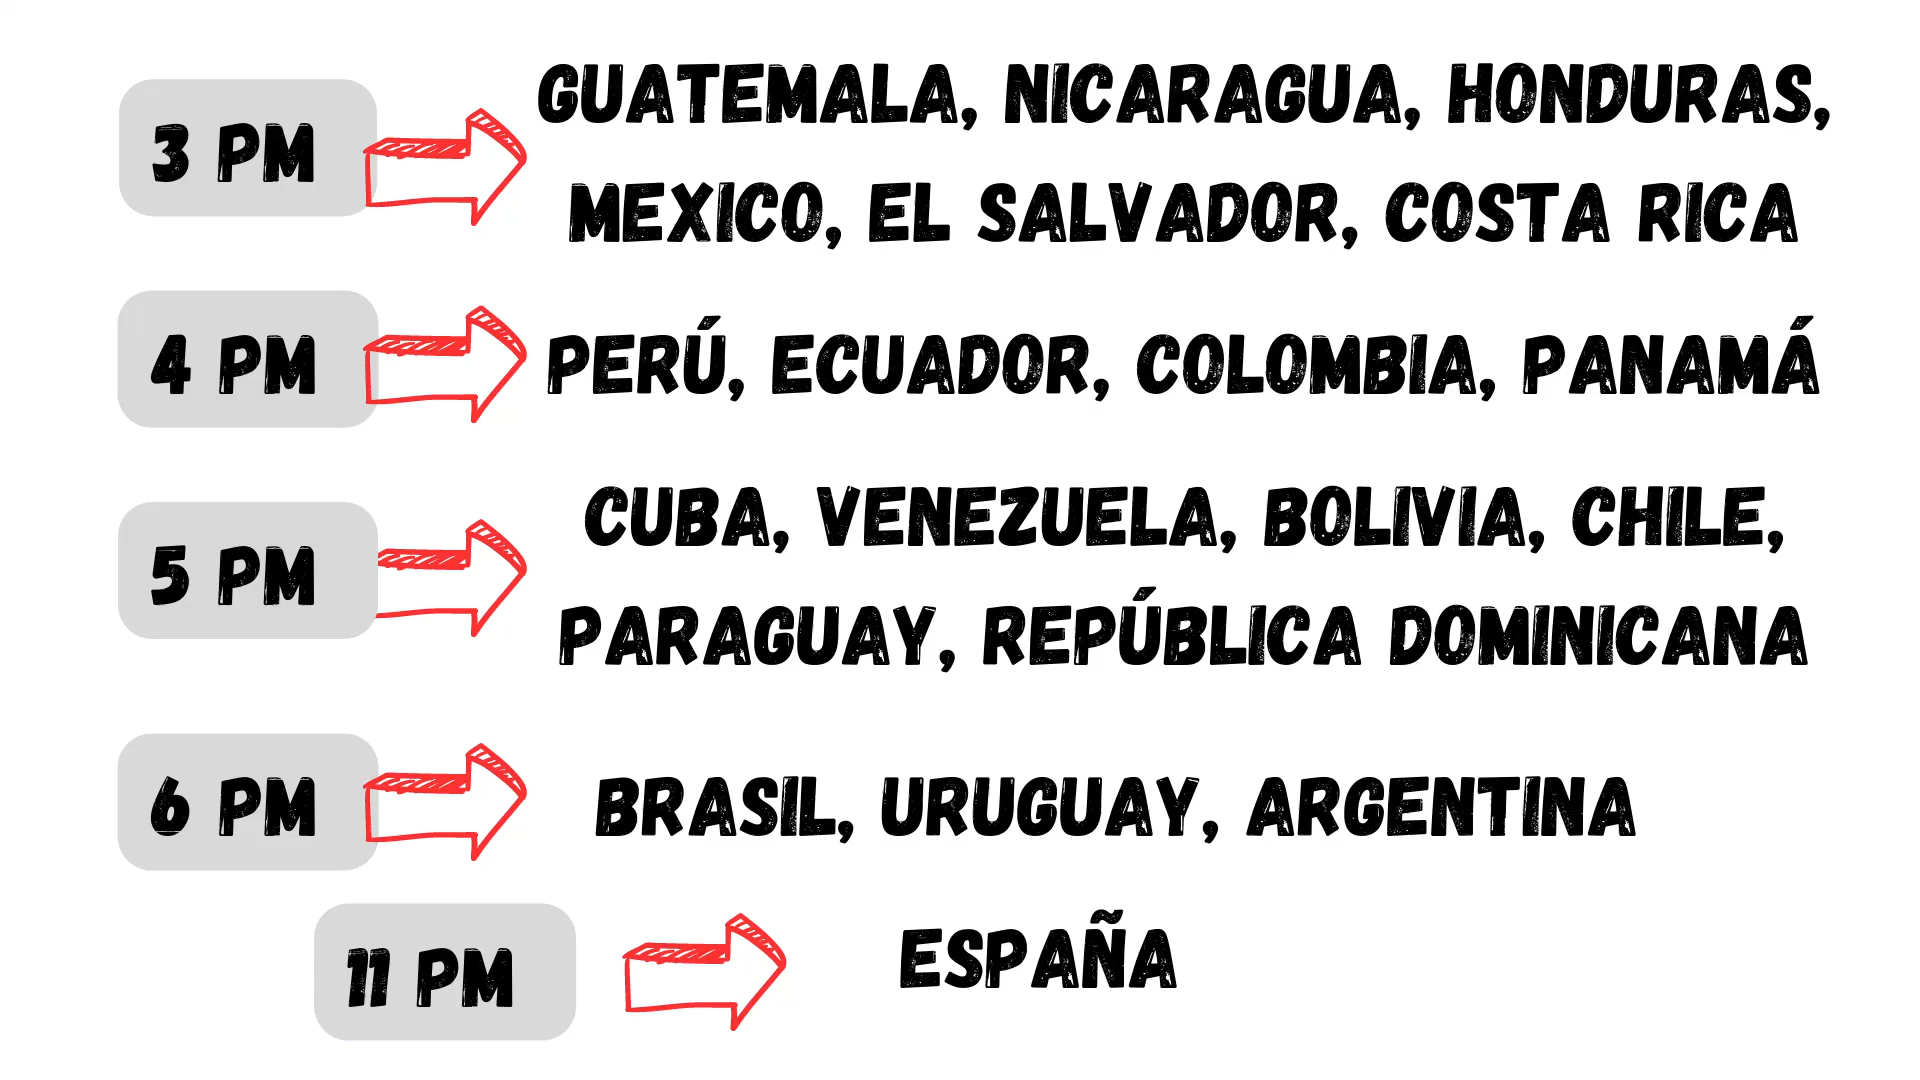 3 PM
GUATEMALA, NICARAGUA, HONDURAS,
MEXICO, EL SALVADOR, COSTA RICA
4 PM
PERÚ, ECUADOR, COLOMBIA, PANAMÁ
5 PM
CUBA, VENEZUELA, BOLIVIA, CHILE,
PARAGUAY, REPÚBLICA DOMINICANA
6 PM
BRASIL, URUGUAY, ARGENTINA
11 PM
ESPAÑA